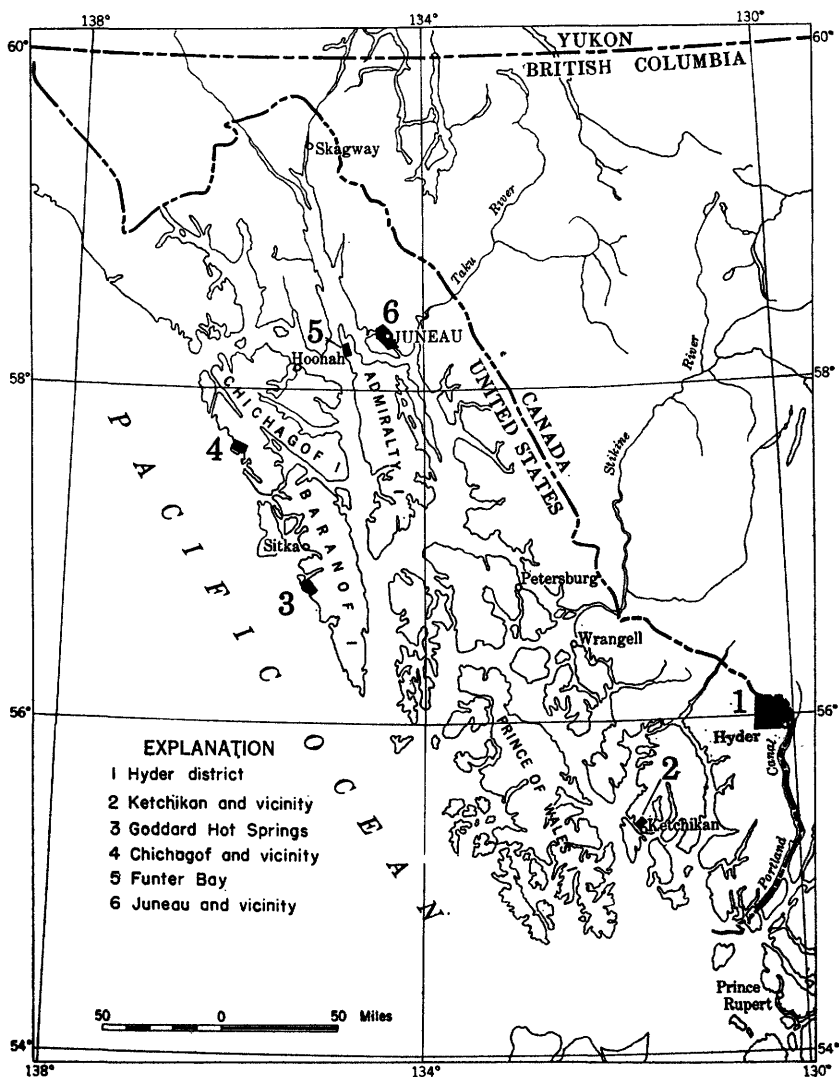 138° 134° 130°
60° 60°
YUKON
BRITISH COLUMBIA
Skagway
Taku River
6
JUNEAU
5
Hoonah
58° 58°
CHICHAGOF I
ADMIRALTY I
CANADA
UNITED STATES
Stikine River
4
BARANOF I
Sitka
3
Petersburg
Wrangell
PACIFIC OCEAN
56° 56°
1
Hyder
Portland Canal
PRINCE OF WALES I
2
Ketchikan
EXPLANATION
1 Hyder district
2 Ketchikan and vicinity
3 Goddard Hot Springs
4 Chichagof and vicinity
5 Funter Bay
6 Juneau and vicinity
Prince
Rupert
50 0 50 Miles
54° 54°
138° 134° 130°